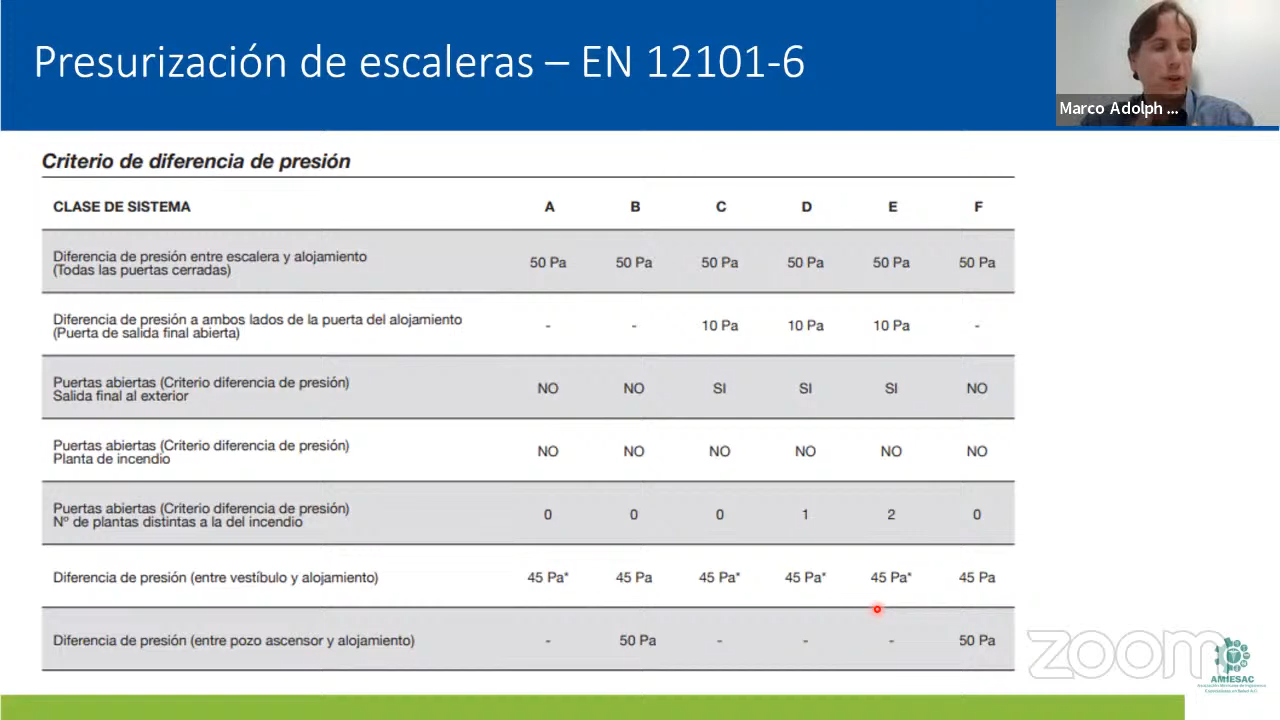 Presurización de escaleras – EN 12101-6
Marco Adolph ...
Criterio de diferencia de presión
CLASE DE SISTEMA A B C D E F
Diferencia de presión entre escalera y alojamiento
(Todas las puertas cerradas) 50 Pa 50 Pa 50 Pa 50 Pa 50 Pa 50 Pa
Diferencia de presión a ambos lados de la puerta del alojamiento
(Puerta de salida final abierta) - - 10 Pa 10 Pa 10 Pa -
Puertas abiertas (Criterio diferencia de presión)
Salida final al exterior NO NO SI SI SI NO
Puertas abiertas (Criterio diferencia de presión)
Planta de incendio NO NO NO NO NO NO
Puertas abiertas (Criterio diferencia de presión)
Nº de plantas distintas a la del incendio 0 0 0 1 2 0
Diferencia de presión (entre vestíbulo y alojamiento) 45 Pa* 45 Pa 45 Pa* 45 Pa* 45 Pa* 45 Pa
Diferencia de presión (entre pozo ascensor y alojamiento) - 50 Pa - - - 50 Pa
zoom
AMIESAC